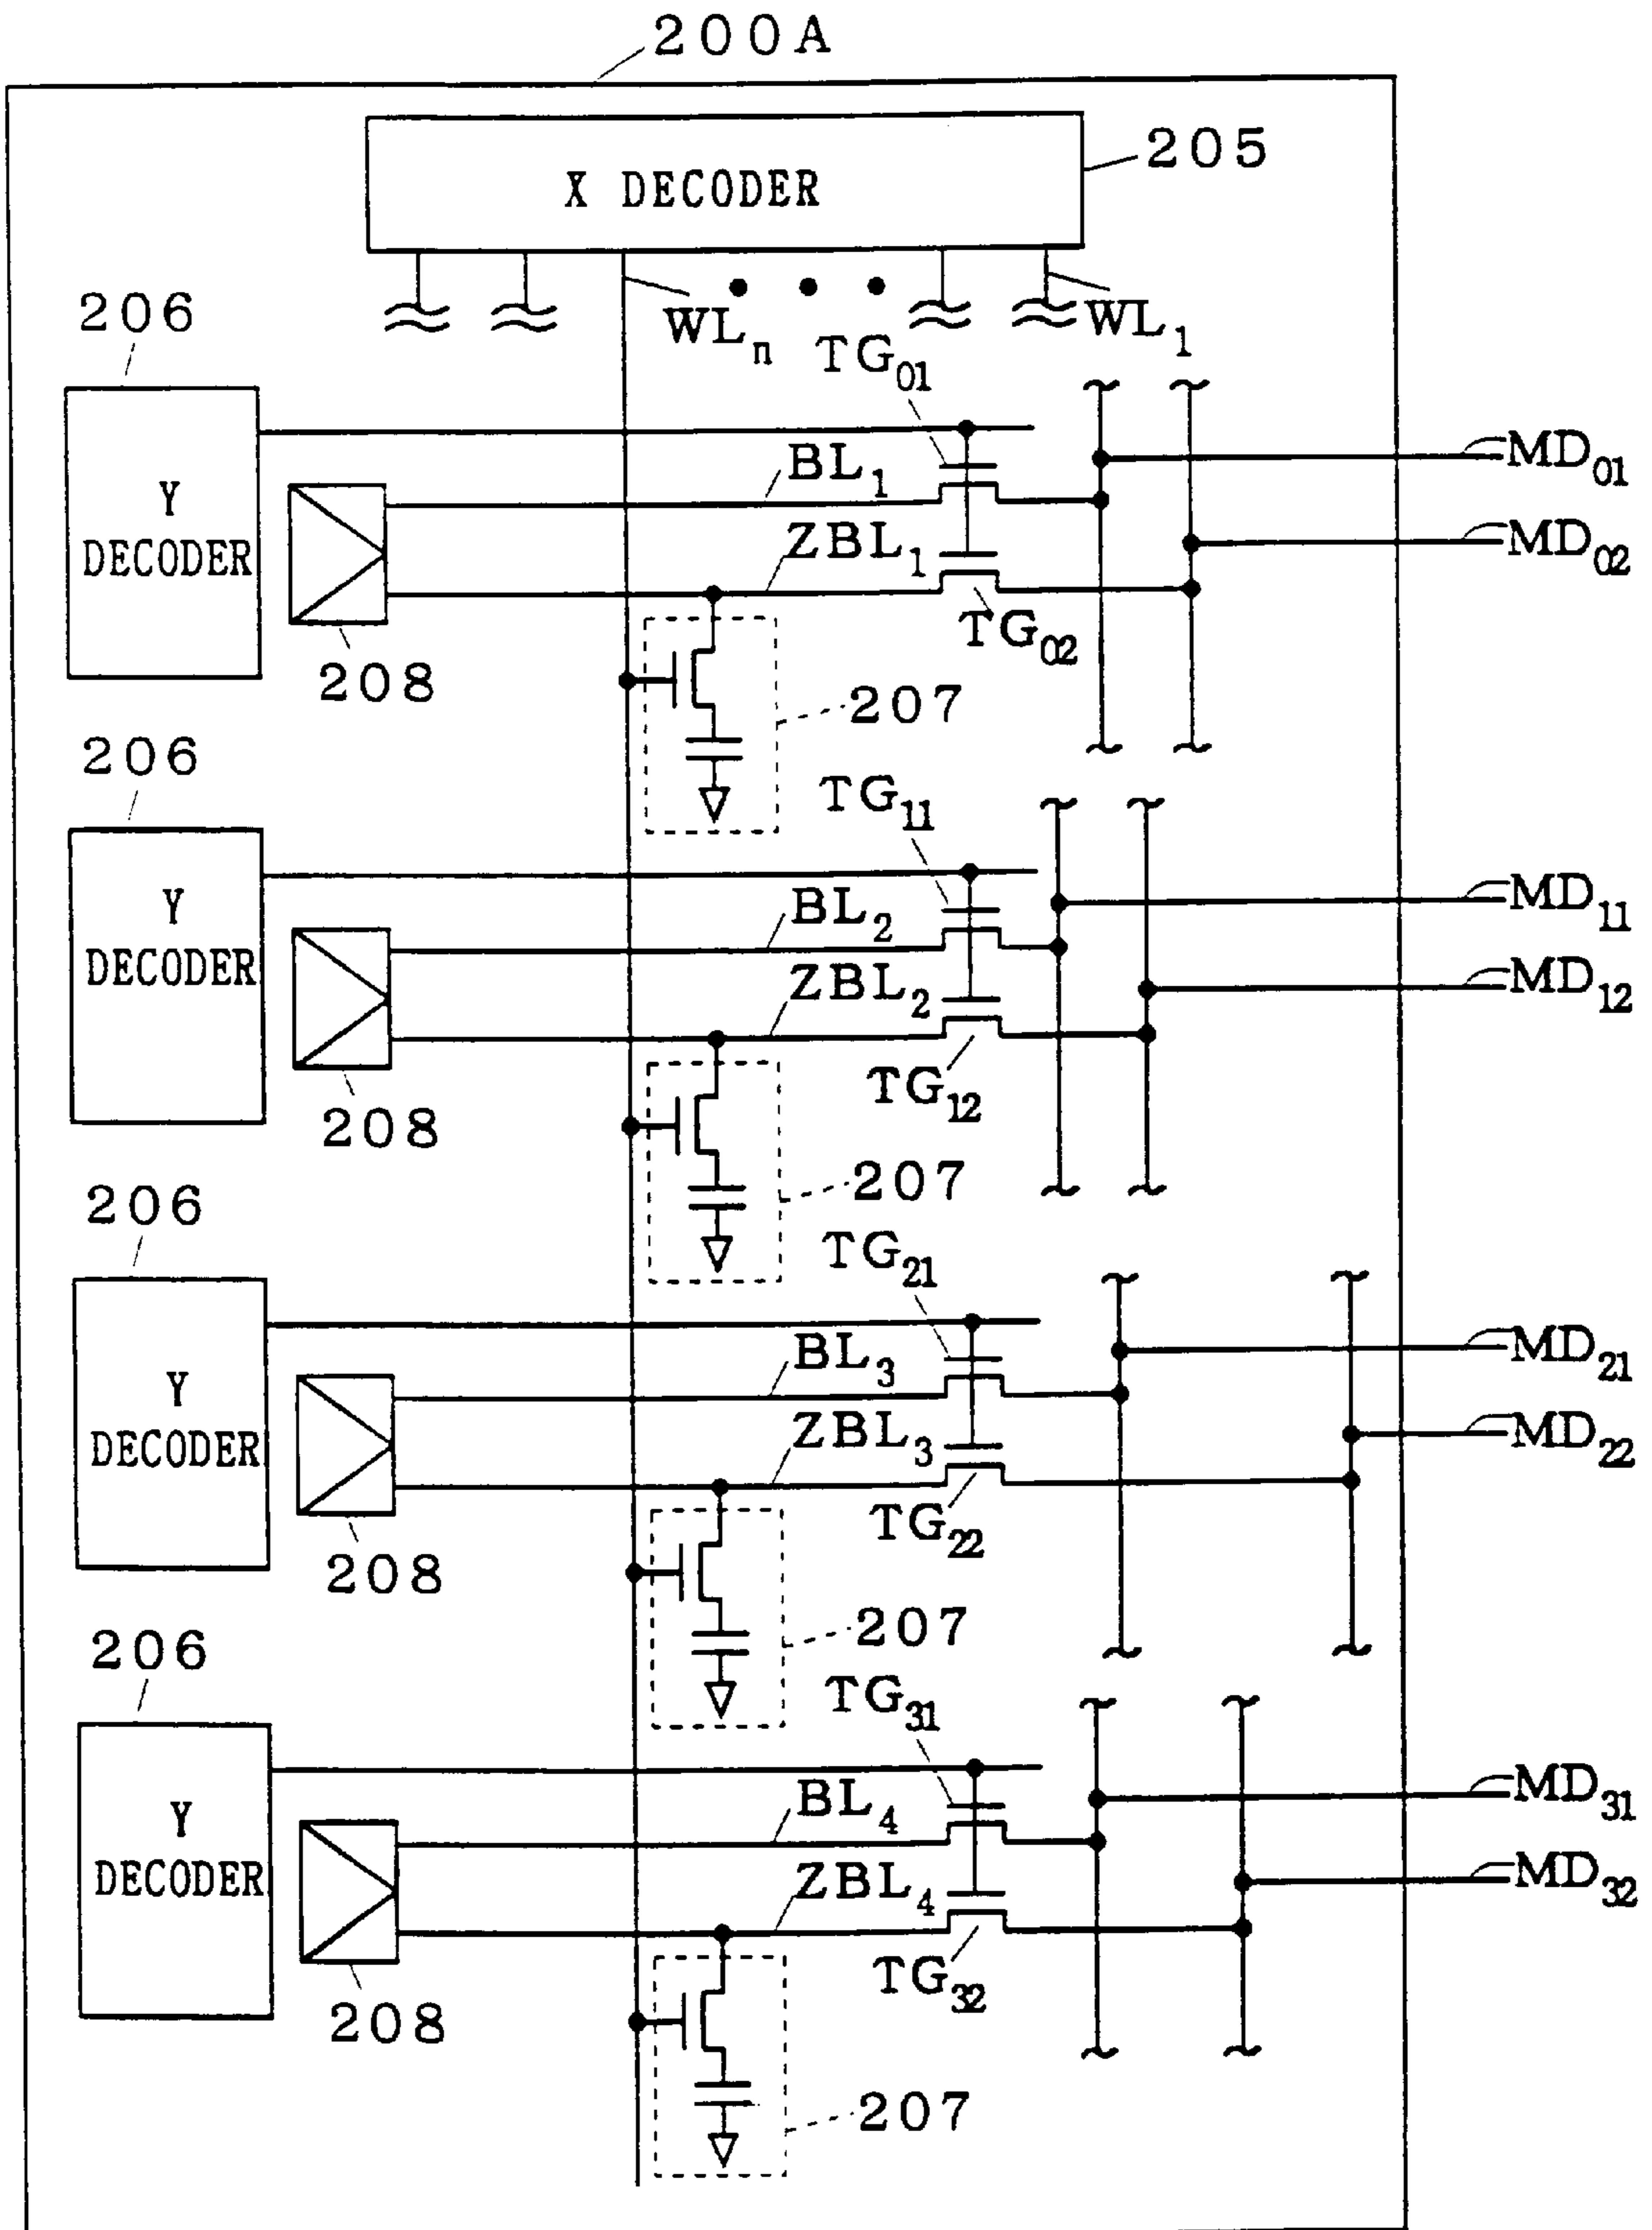 200A
X DECODER
205
WLₙ
WL₁
206
TG₀₁
MD₀₁
BL₁
Y
DECODER
MD₀₂
ZBL₁
TG₀₂
208
207
206
TG₁₁
MD₁₁
BL₂
Y
DECODER
MD₁₂
ZBL₂
TG₁₂
208
207
206
TG₂₁
MD₂₁
BL₃
Y
DECODER
MD₂₂
ZBL₃
TG₂₂
208
207
206
TG₃₁
MD₃₁
BL₄
Y
DECODER
MD₃₂
ZBL₄
TG₃₂
208
207